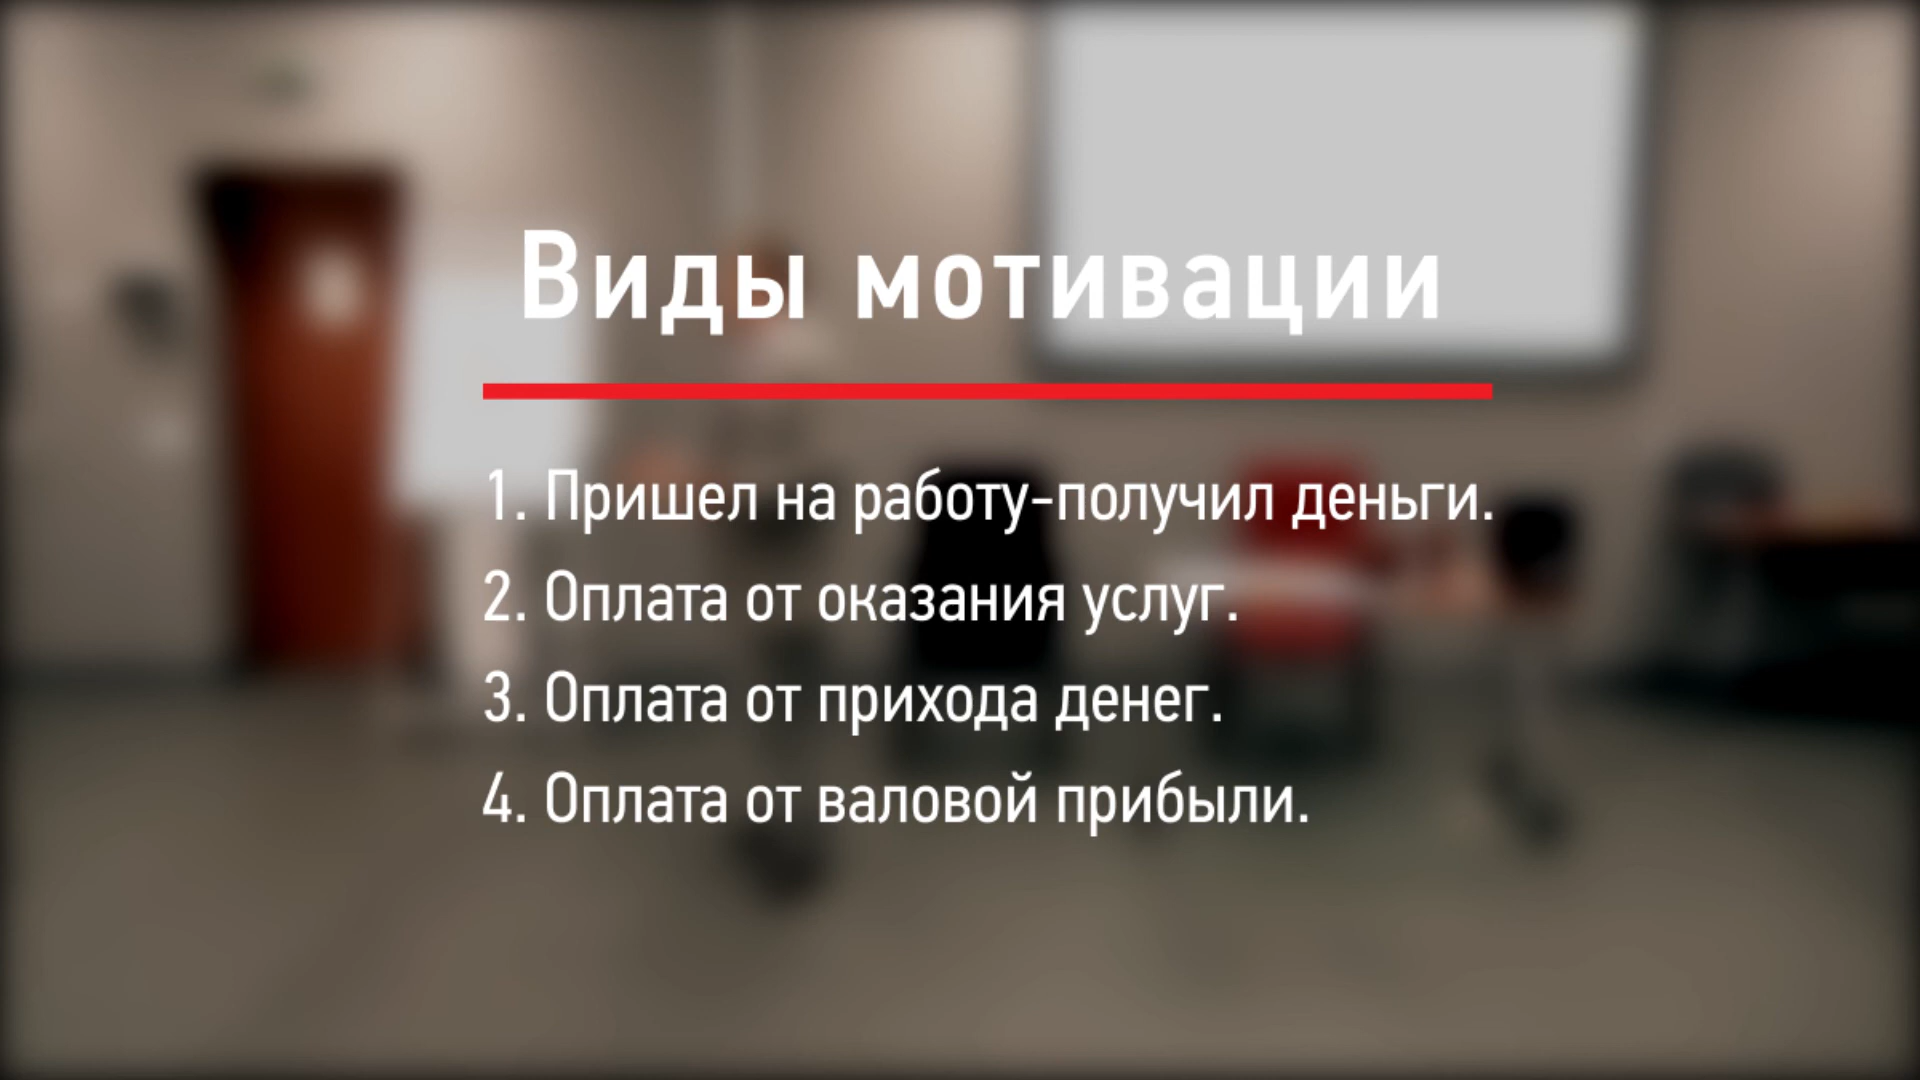 Виды мотивации
1. Пришел на работу-получил деньги.
2. Оплата от оказания услуг.
3. Оплата от прихода денег.
4. Оплата от валовой прибыли.